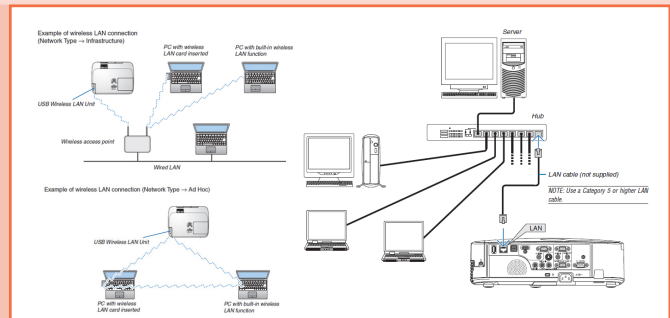 Example of wireless LAN connection
(Network Type → Infrastructure)
PC with wireless
LAN card inserted
PC with built-in wireless
LAN function
USB Wireless LAN Unit
Wireless access point
Wired LAN
Example of wireless LAN connection (Network Type → Ad Hoc)
USB Wireless LAN Unit
PC with wireless
LAN card inserted
PC with built-in wireless
LAN function
Server
Hub
LAN cable (not supplied)
NOTE: Use a Category 5 or higher LAN
cable.
LAN